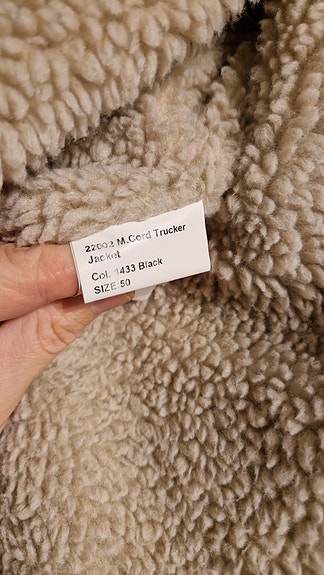 22002 M.Cord Trucker
Jacket
Col. 1433 Black
SIZE:50